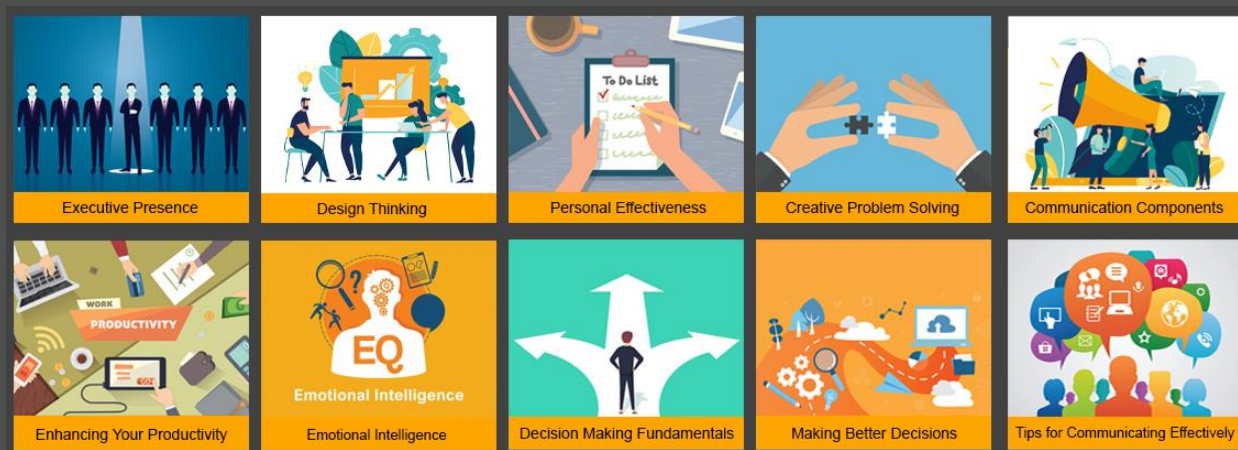 To Do List
Executive Presence
Design Thinking
Personal Effectiveness
Creative Problem Solving
Communication Components
WORK
PRODUCTIVITY
GO
?
EQ
Emotional Intelligence
Enhancing Your Productivity
Emotional Intelligence
Decision Making Fundamentals
Making Better Decisions
Tips for Communicating Effectively